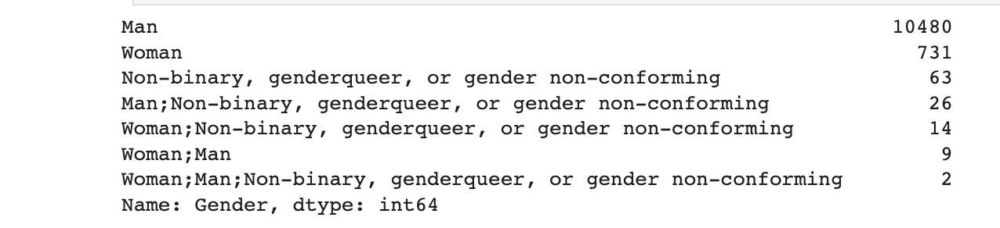 Man 10480
Woman 731
Non-binary, genderqueer, or gender non-conforming 63
Man;Non-binary, genderqueer, or gender non-conforming 26
Woman;Non-binary, genderqueer, or gender non-conforming 14
Woman;Man 9
Woman;Man;Non-binary, genderqueer, or gender non-conforming 2
Name: Gender, dtype: int64